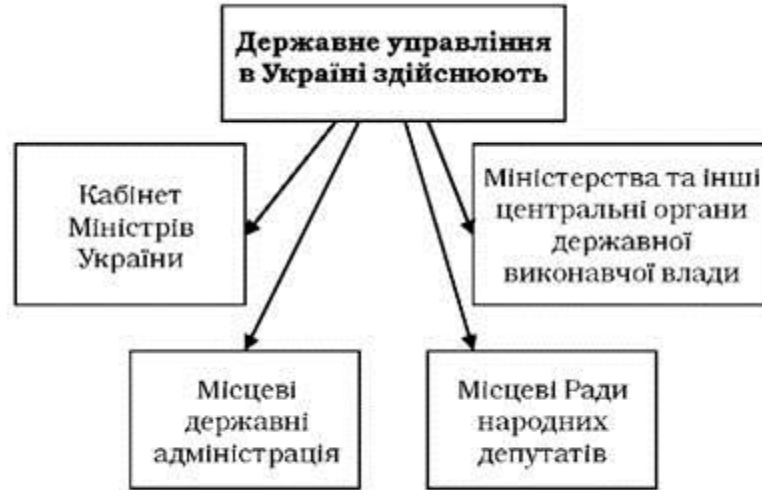 Державне управління
в Україні здійснюють
Кабінет
Міністрів
України
Міністерства та інші
центральні органи
державної
виконавчої влади
Місцеві
державні
адміністрація
Місцеві Ради
народних
депутатів